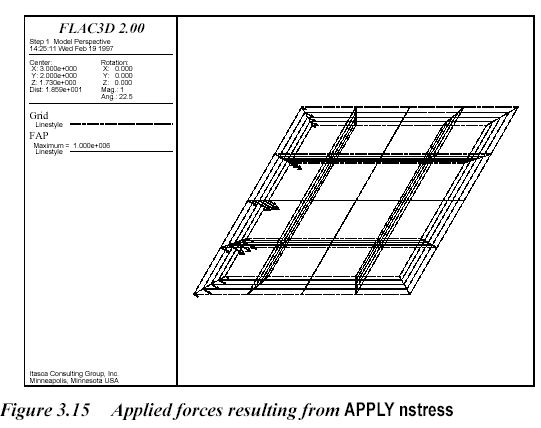 FLAC3D 2.00
Step 1 Model Perspective
14:25:11 Wed Feb 19 1997
Center: Rotation:
X: 3.000e+000 X: 0.000
Y: 2.000e+000 Y: 0.000
Z: 1.730e+000 Z: 0.000
Dist: 1.859e+001 Mag.: 1
Ang.: 22.5
Grid
Linestyle
FAP
Maximum = 1.000e+006
Linestyle
Itasca Consulting Group, Inc.
Minneapolis, Minnesota USA
Figure 3.15 Applied forces resulting from APPLY nstress